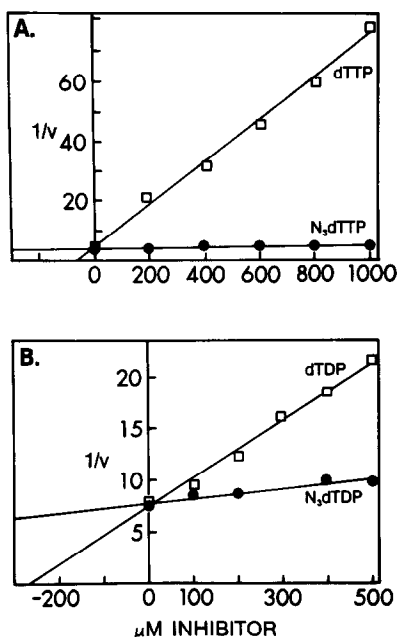 A.
60
1/v
40
20
dTTP
N₃dTTP
0 200 400 600 800 1000
B.
20
15
1/v
10
5
dTDP
N₃dTDP
-200 0 100 300 500
μM INHIBITOR